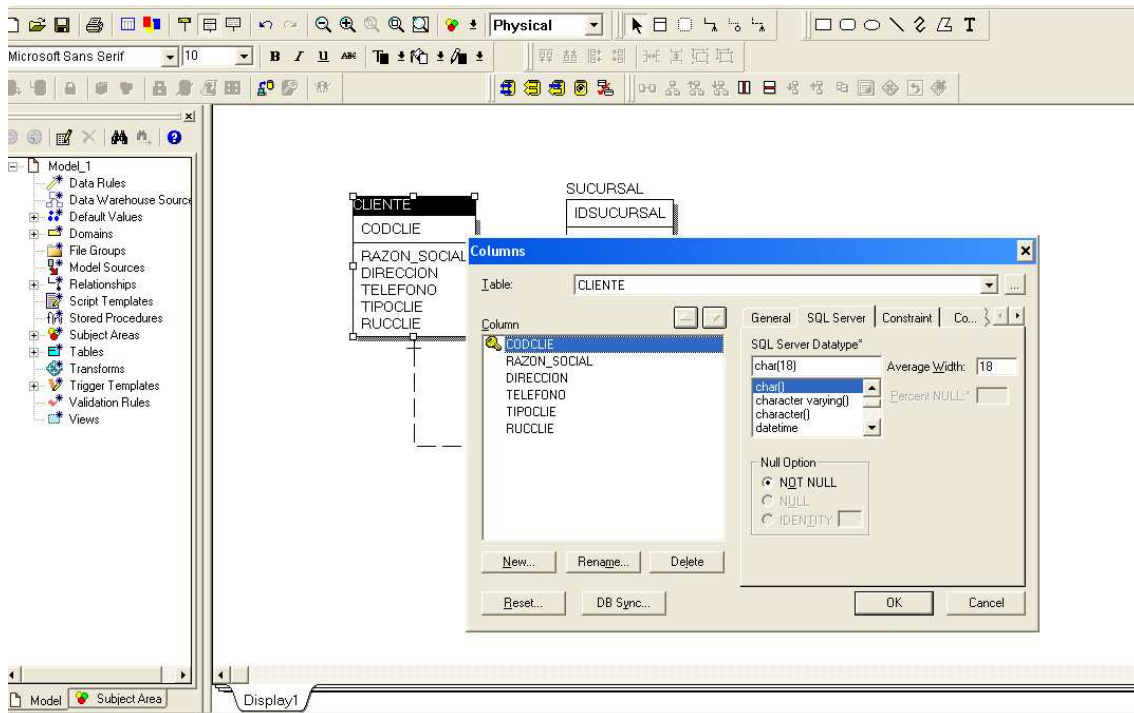 Physical
T
Microsoft Sans Serif
10
B I U ABC
Model_1
Data Rules
Data Warehouse Source
Default Values
Domains
File Groups
Model Sources
Relationships
Script Templates
Stored Procedures
Subject Areas
Tables
Transforms
Trigger Templates
Validation Rules
Views
Model
Subject Area
CLIENTE
CODCLIE
RAZON_SOCIAL
DIRECCION
TELEFONO
TIPOCLIE
RUCCLIE
SUCURSAL
IDSUCURSAL
Columns
Table:
CLIENTE
...
Column
CODCLIE
RAZON_SOCIAL
DIRECCION
TELEFONO
TIPOCLIE
RUCCLIE
New...
Rename...
Delete
Reset...
DB Sync...
General
SQL Server
Constraint
Co...
SQL Server Datatype*
char(18)
Average Width: 18
char()
character varying()
character()
datetime
Percent NULL:*
Null Option
NOT NULL
NULL
IDENTITY
OK
Cancel
Display1